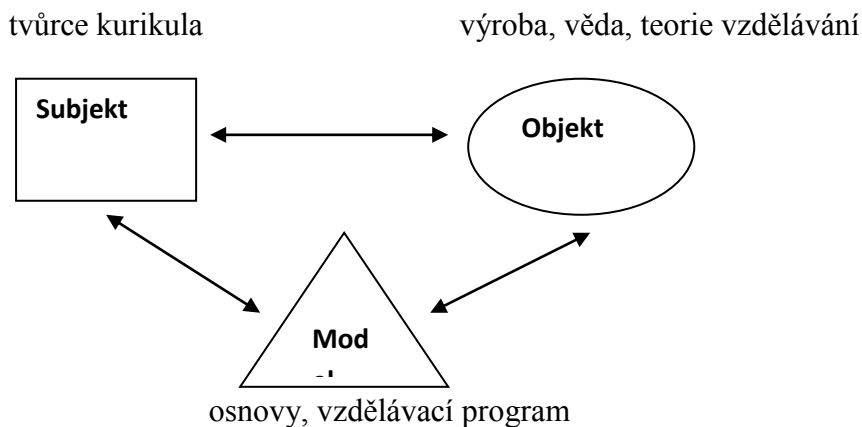 tvůrce kurikula výroba, věda, teorie vzdělávání
Subjekt
Objekt
Mod
osnovy, vzdělávací program